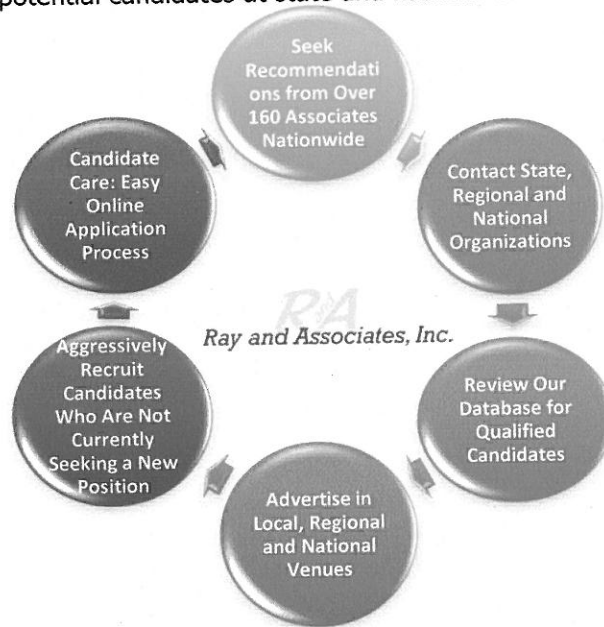 potential candidates at state and
Seek
Recommendati
ons from Over
160 Associates
Nationwide
Contact State,
Regional and
National
Organizations
Review Our
Database for
Qualified
Candidates
Advertise in
Local, Regional
and National
Venues
Aggressively
Recruit
Candidates
Who Are Not
Currently
Seeking a New
Position
Candidate
Care: Easy
Online
Application
Process
R and A
Ray and Associates, Inc.